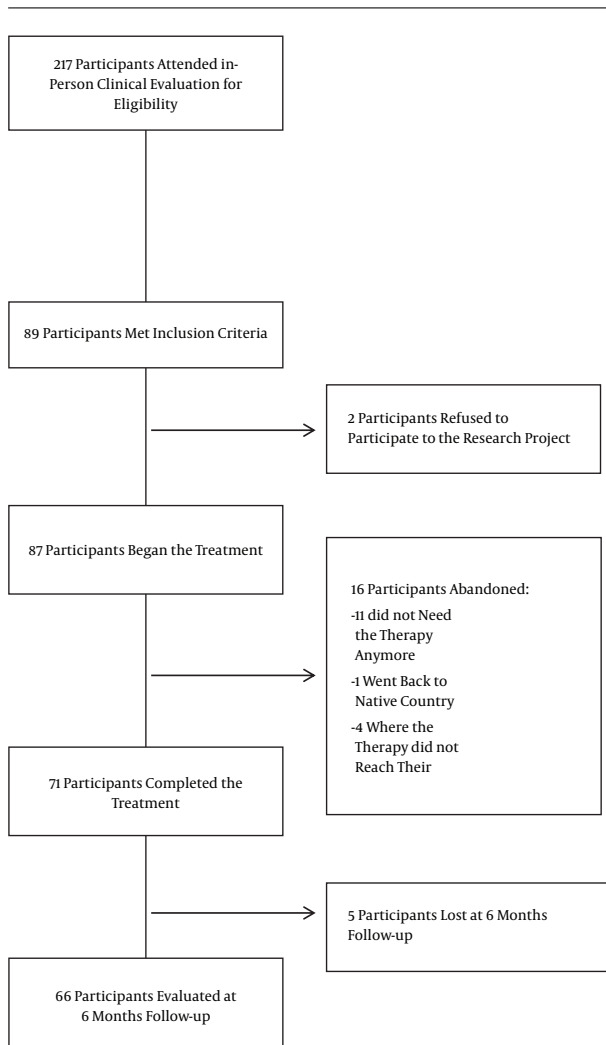 217 Participants Attended in-
Person Clinical Evaluation for
Eligibility
89 Participants Met Inclusion Criteria
2 Participants Refused to
Participate to the Research Project
87 Participants Began the Treatment
16 Participants Abandoned:
-11 did not Need
the Therapy
Anymore
-1 Went Back to
Native Country
-4 Where the
Therapy did not
Reach Their
71 Participants Completed the
Treatment
5 Participants Lost at 6 Months
Follow-up
66 Participants Evaluated at
6 Months Follow-up